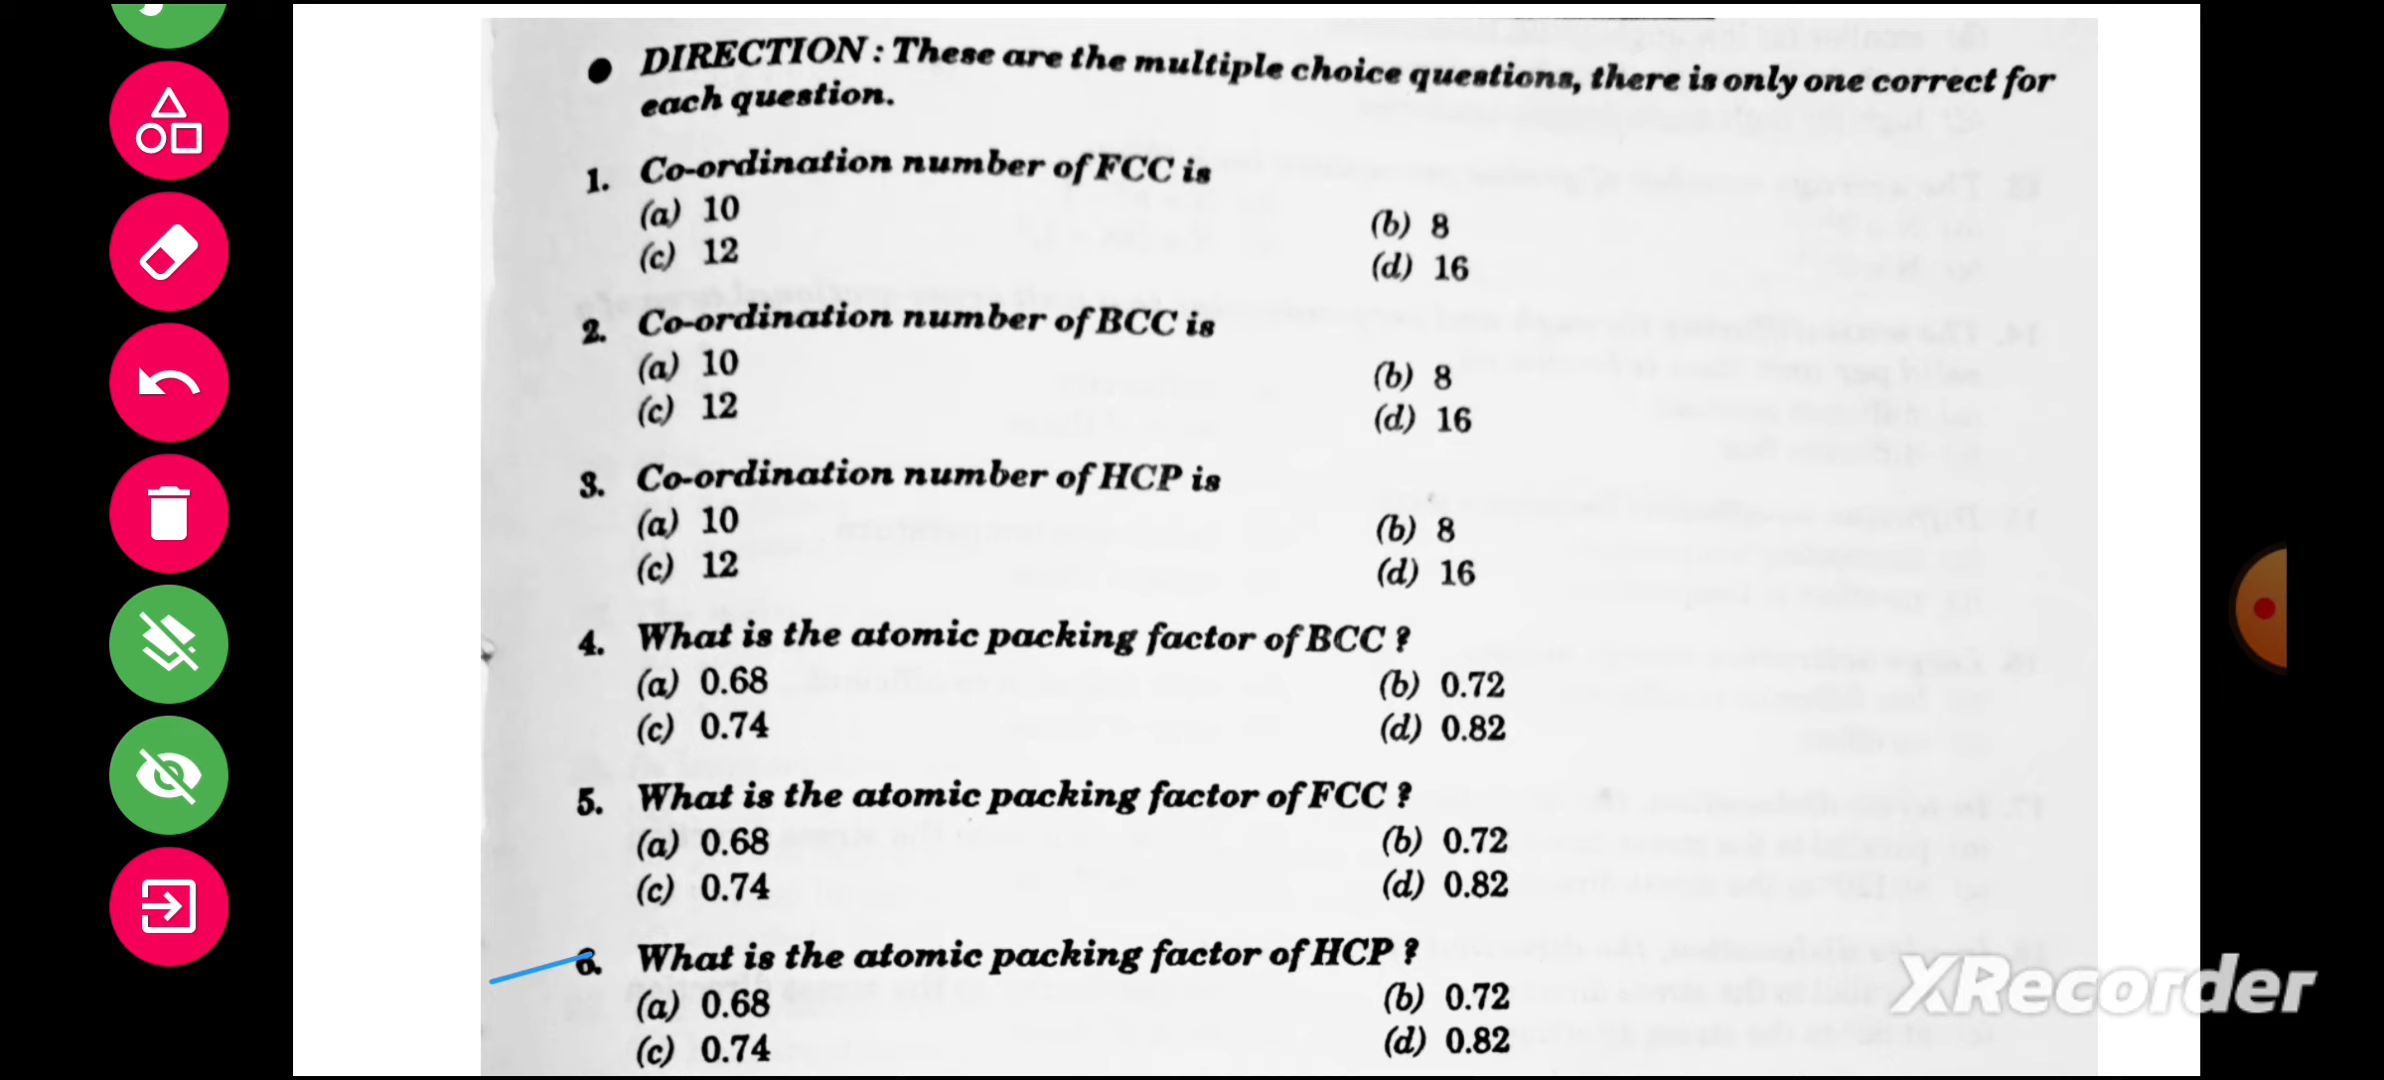 ● DIRECTION : These are the multiple choice questions, there is only one correct for
each question.
1. Co-ordination number of FCC is
(a) 10 (b) 8
(c) 12 (d) 16
2. Co-ordination number of BCC is
(a) 10 (b) 8
(c) 12 (d) 16
3. Co-ordination number of HCP is
(a) 10 (b) 8
(c) 12 (d) 16
4. What is the atomic packing factor of BCC ?
(a) 0.68 (b) 0.72
(c) 0.74 (d) 0.82
5. What is the atomic packing factor of FCC ?
(a) 0.68 (b) 0.72
(c) 0.74 (d) 0.82
6. What is the atomic packing factor of HCP ?
(a) 0.68 (b) 0.72
(c) 0.74 (d) 0.82
XRecorder